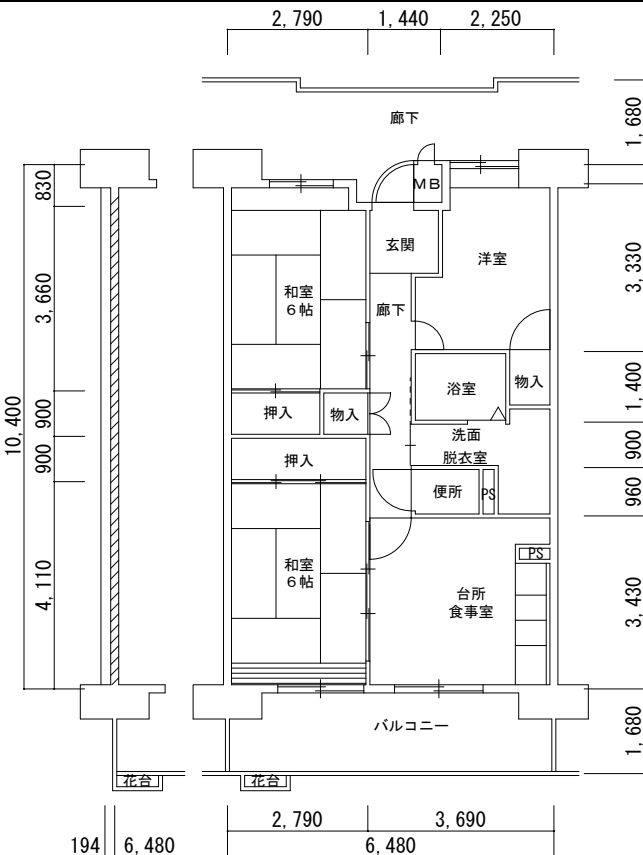 2,790 1,440 2,250
廊下
1,680
MB
830
玄関
洋室
3,330
3,660
和室
6帖
廊下
浴室
物入
1,400
10,400
900
押入
物入
洗面
脱衣室
900
900
押入
便所
PS
960
PS
和室
6帖
台所
食事室
4,110
3,430
バルコニー
1,680
花台
花台
2,790 3,690
194 6,480 6,480